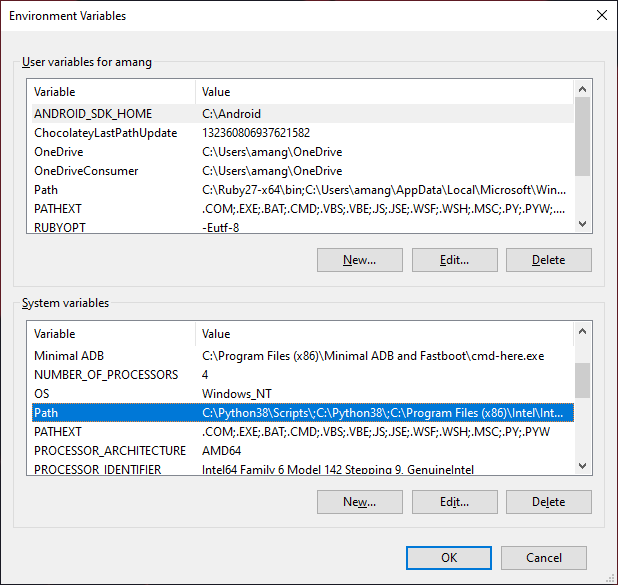 Environment Variables
User variables for amang
Variable Value
ANDROID_SDK_HOME C:\Android
ChocolateyLastPathUpdate 132360806937621582
OneDrive C:\Users\amang\OneDrive
OneDriveConsumer C:\Users\amang\OneDrive
Path C:\Ruby27-x64\bin;C:\Users\amang\AppData\Local\Microsoft\Win...
PATHEXT .COM;.EXE;.BAT;.CMD;.VBS;.VBE;.JS;.JSE;.WSF;.WSH;.MSC;.PY;.PYW;....
RUBYOPT -Eutf-8
New... Edit... Delete
System variables
Variable Value
Minimal ADB C:\Program Files (x86)\Minimal ADB and Fastboot\cmd-here.exe
NUMBER_OF_PROCESSORS 4
OS Windows_NT
Path C:\Python38\Scripts\;C:\Python38\;C:\Program Files (x86)\Intel\Int...
PATHEXT .COM;.EXE;.BAT;.CMD;.VBS;.VBE;.JS;.JSE;.WSF;.WSH;.MSC;.PY;.PYW
PROCESSOR_ARCHITECTURE AMD64
PROCESSOR_IDENTIFIER Intel64 Family 6 Model 142 Stepping 9, GenuineIntel
New... Edit... Delete
OK Cancel